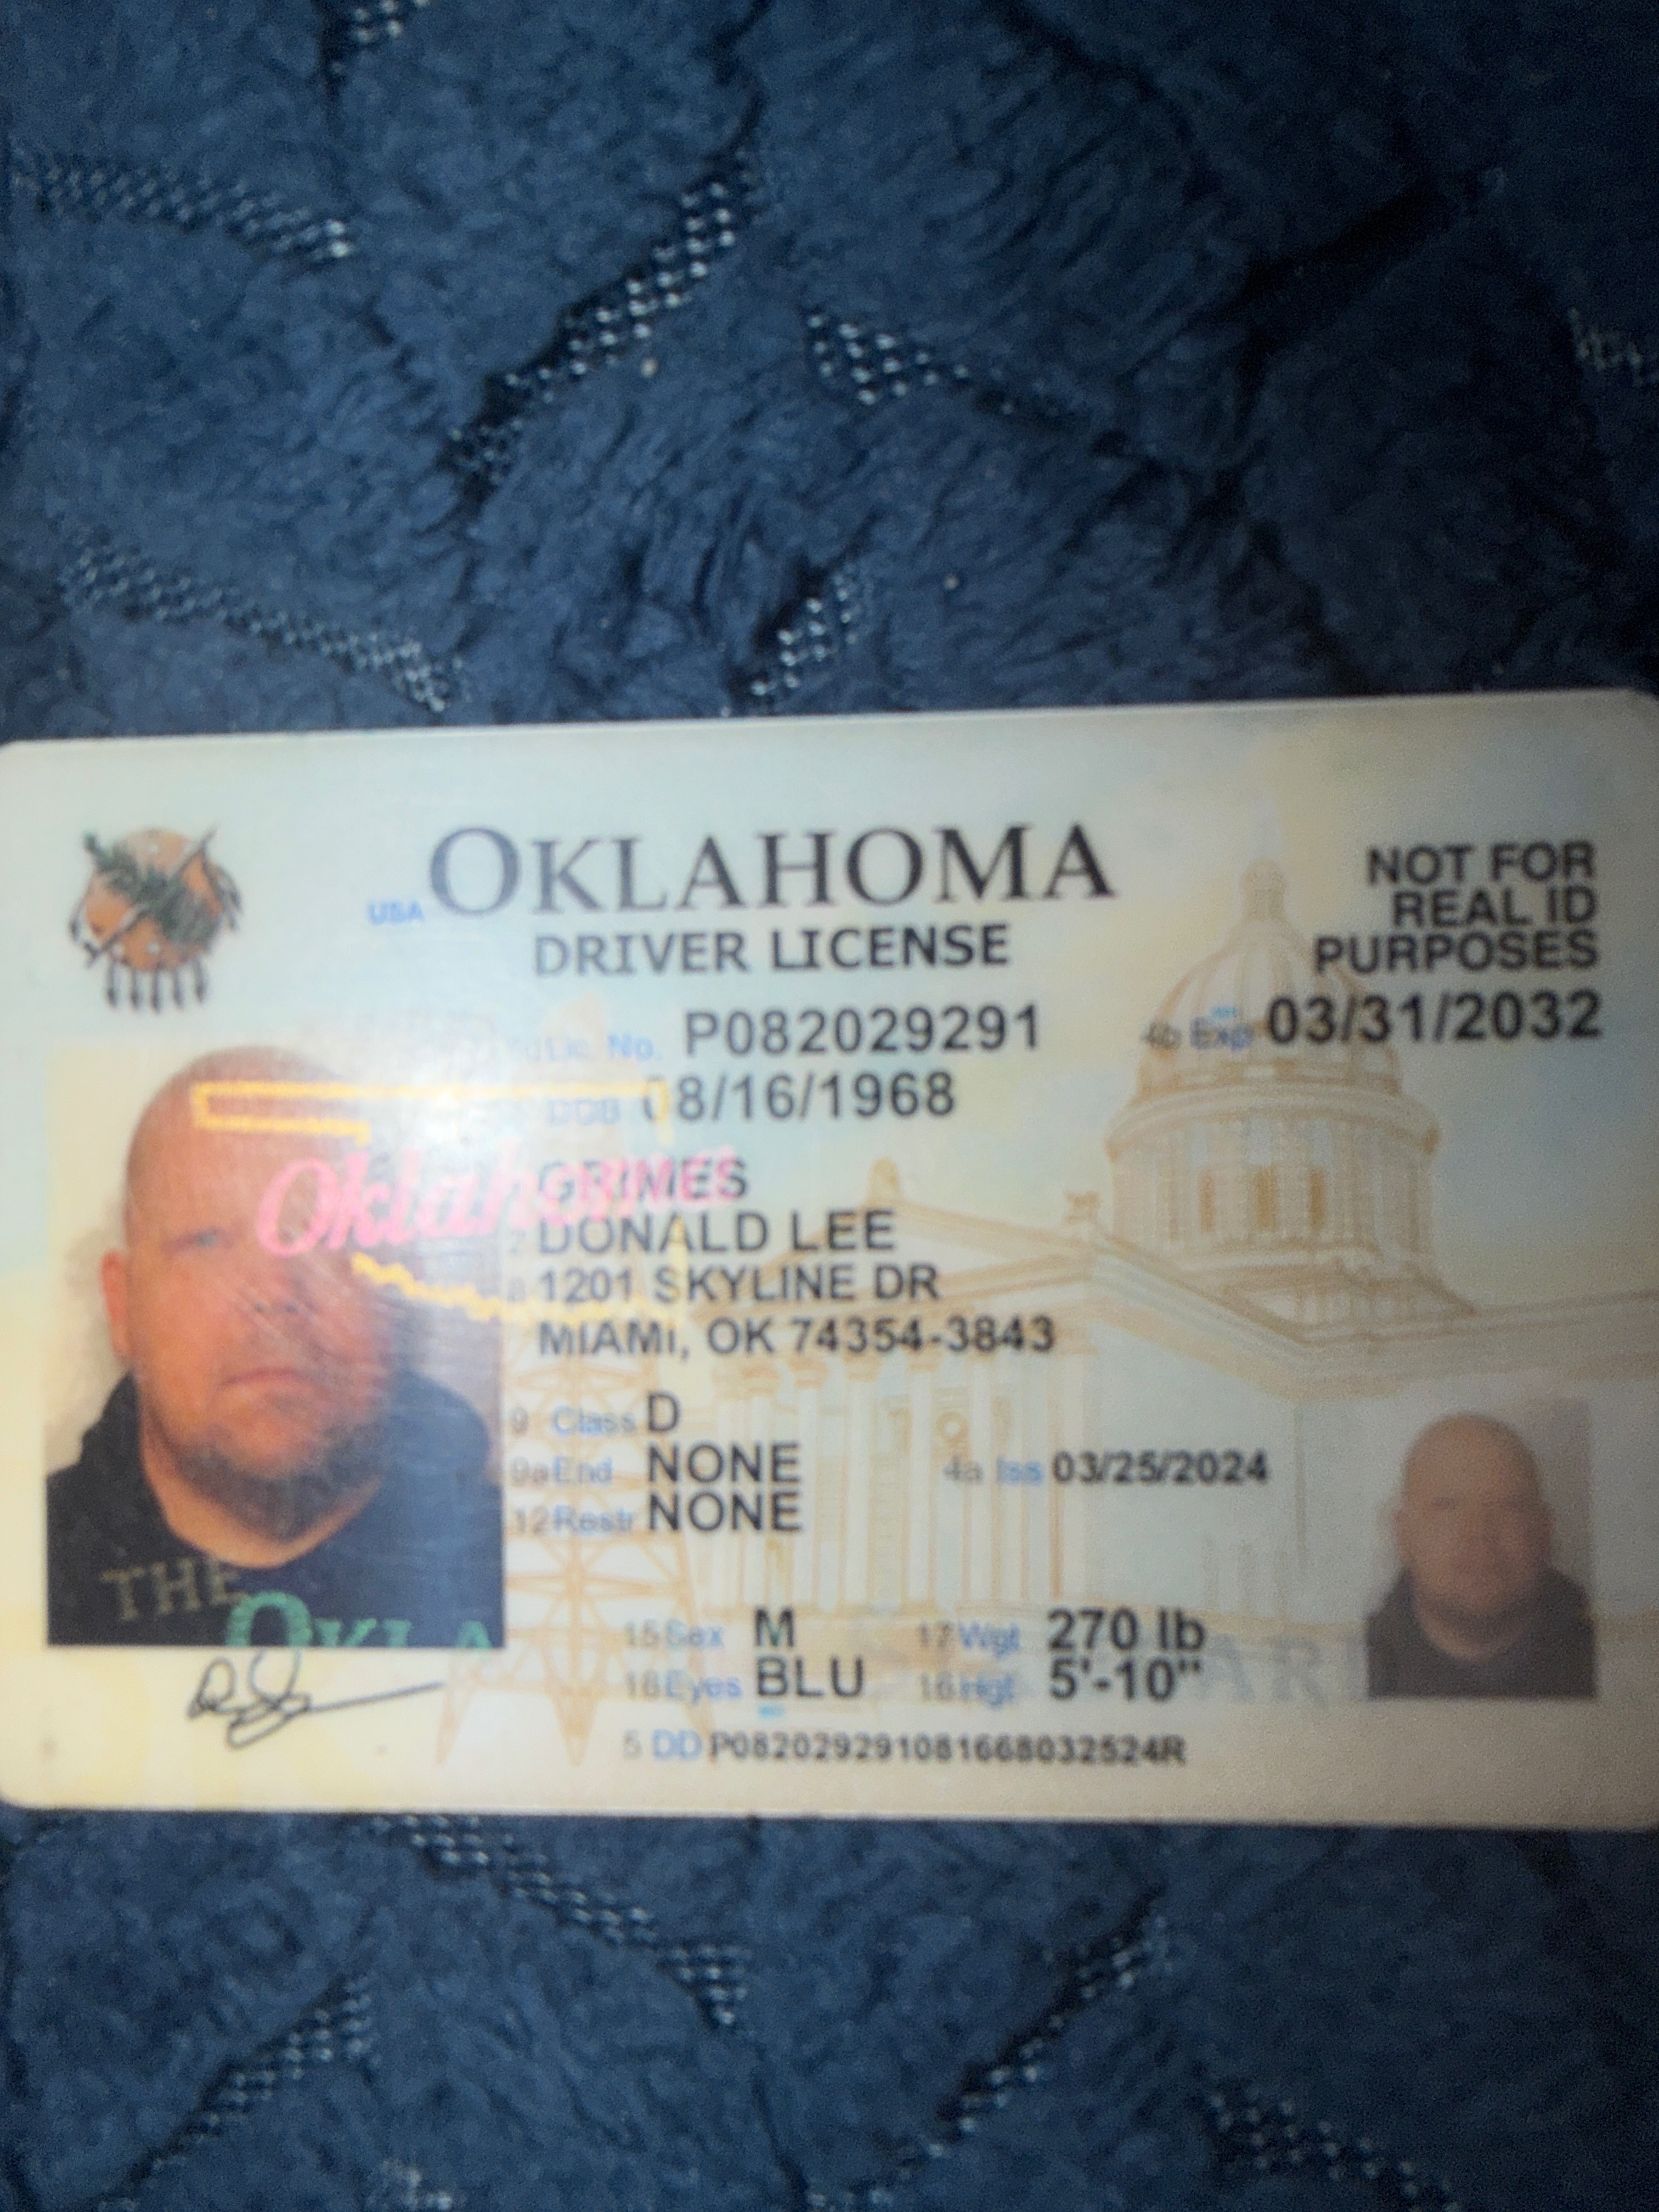 USA OKLAHOMA
DRIVER LICENSE
NOT FOR
REAL ID
PURPOSES
Lic. No. P082029291
4b Exp 03/31/2032
DOB 08/16/1968
Oklahoma
GRIMES
DONALD LEE
8 1201 SKYLINE DR
MIAMI, OK 74354-3843
9 Class D
9a End NONE
4a Iss 03/25/2024
12 Restr NONE
THE
OKLA
15 Sex M 17 Wgt 270 lb
18 Eyes BLU 16 Hgt 5'-10"
5 DD P082029291081668032524R